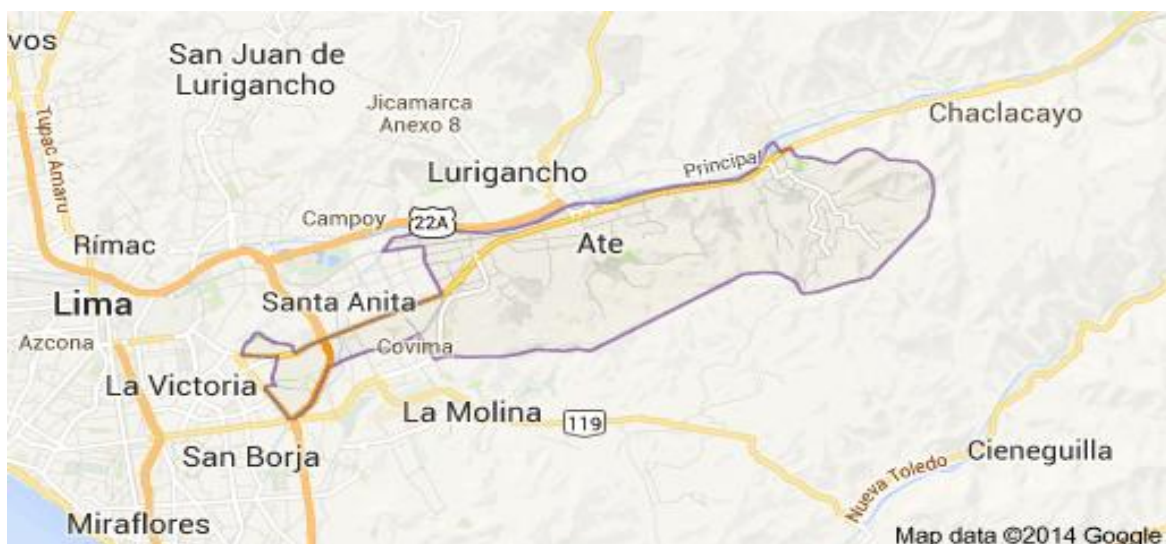 vos
San Juan de
Lurigancho
Tupac Amaru
Jicamarca
Anexo 8
Chaclacayo
Lurigancho
Principal
Campoy
22A
Rímac
Ate
Lima
Santa Anita
Azcona
Covima
La Victoria
La Molina
119
San Borja
Cieneguilla
Nueva Toledo
Miraflores
Map data ©2014 Google